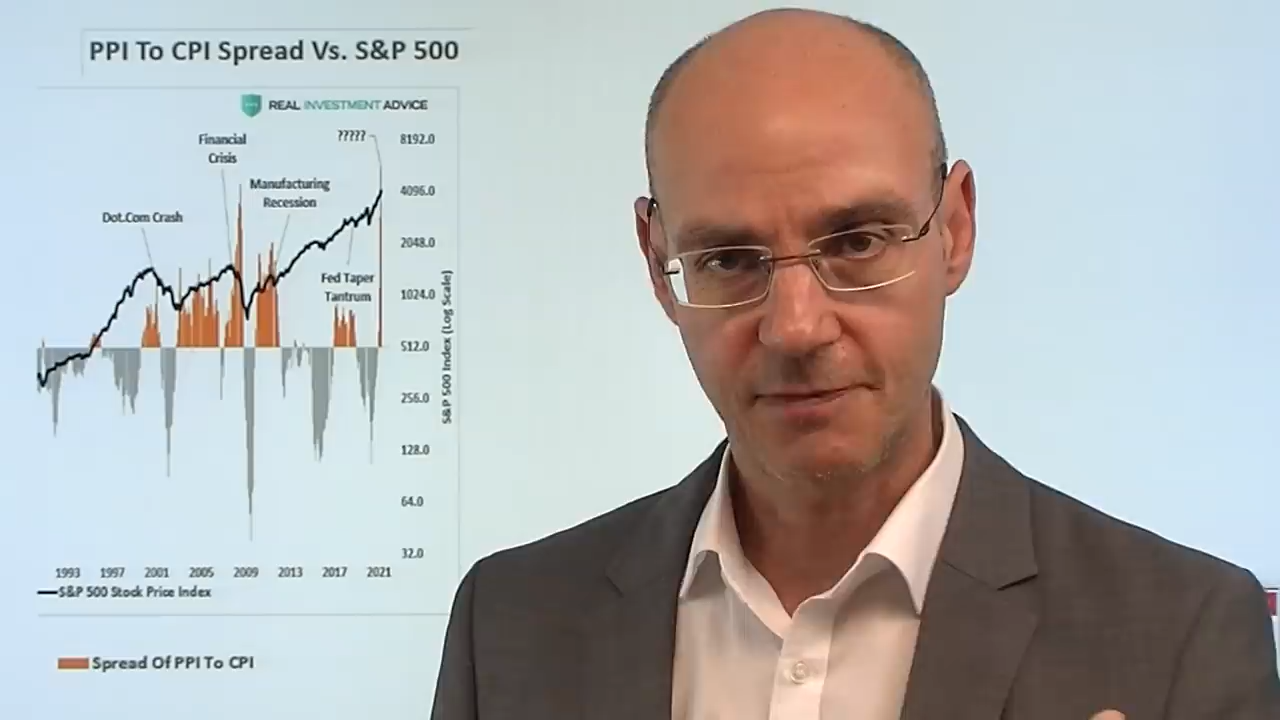 PPI To CPI Spread Vs. S&P 500
REAL INVESTMENT ADVICE
?????
Financial
Crisis
Manufacturing
Recession
Dot.Com Crash
Fed Taper
Tantrum
8192.0
4096.0
2048.0
1024.0
512.0
256.0
128.0
64.0
32.0
S&P 500 Index (Log Scale)
1993 1997 2001 2005 2009 2013 2017 2021
S&P 500 Stock Price Index
Spread Of PPI To CPI